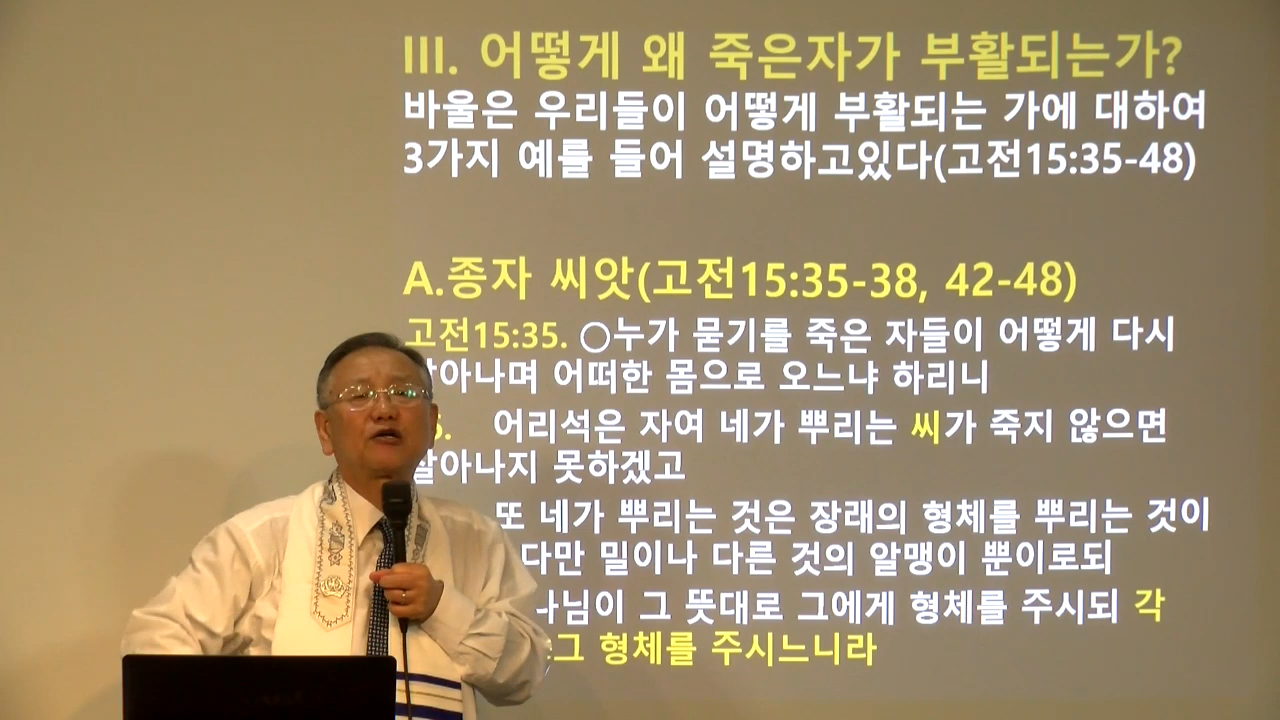 III. 어떻게 왜 죽은자가 부활되는가?
바울은 우리들이 어떻게 부활되는 가에 대하여
3가지 예를 들어 설명하고있다(고전15:35-48)
A.종자 씨앗(고전15:35-38, 42-48)
고전15:35. ○누가 묻기를 죽은 자들이 어떻게 다시
어떠한 몸으로 오느냐 하리니
어리석은 자여 네가 뿌리는 씨가 죽지 않으면
못하겠고
또 네가 뿌리는 것은 장래의 형체를 뿌리는 것이
다만 밀이나 다른 것의 알맹이 뿐이로되
그 뜻대로 그에게 형체를 주시되 각
그 형체를 주시느니라